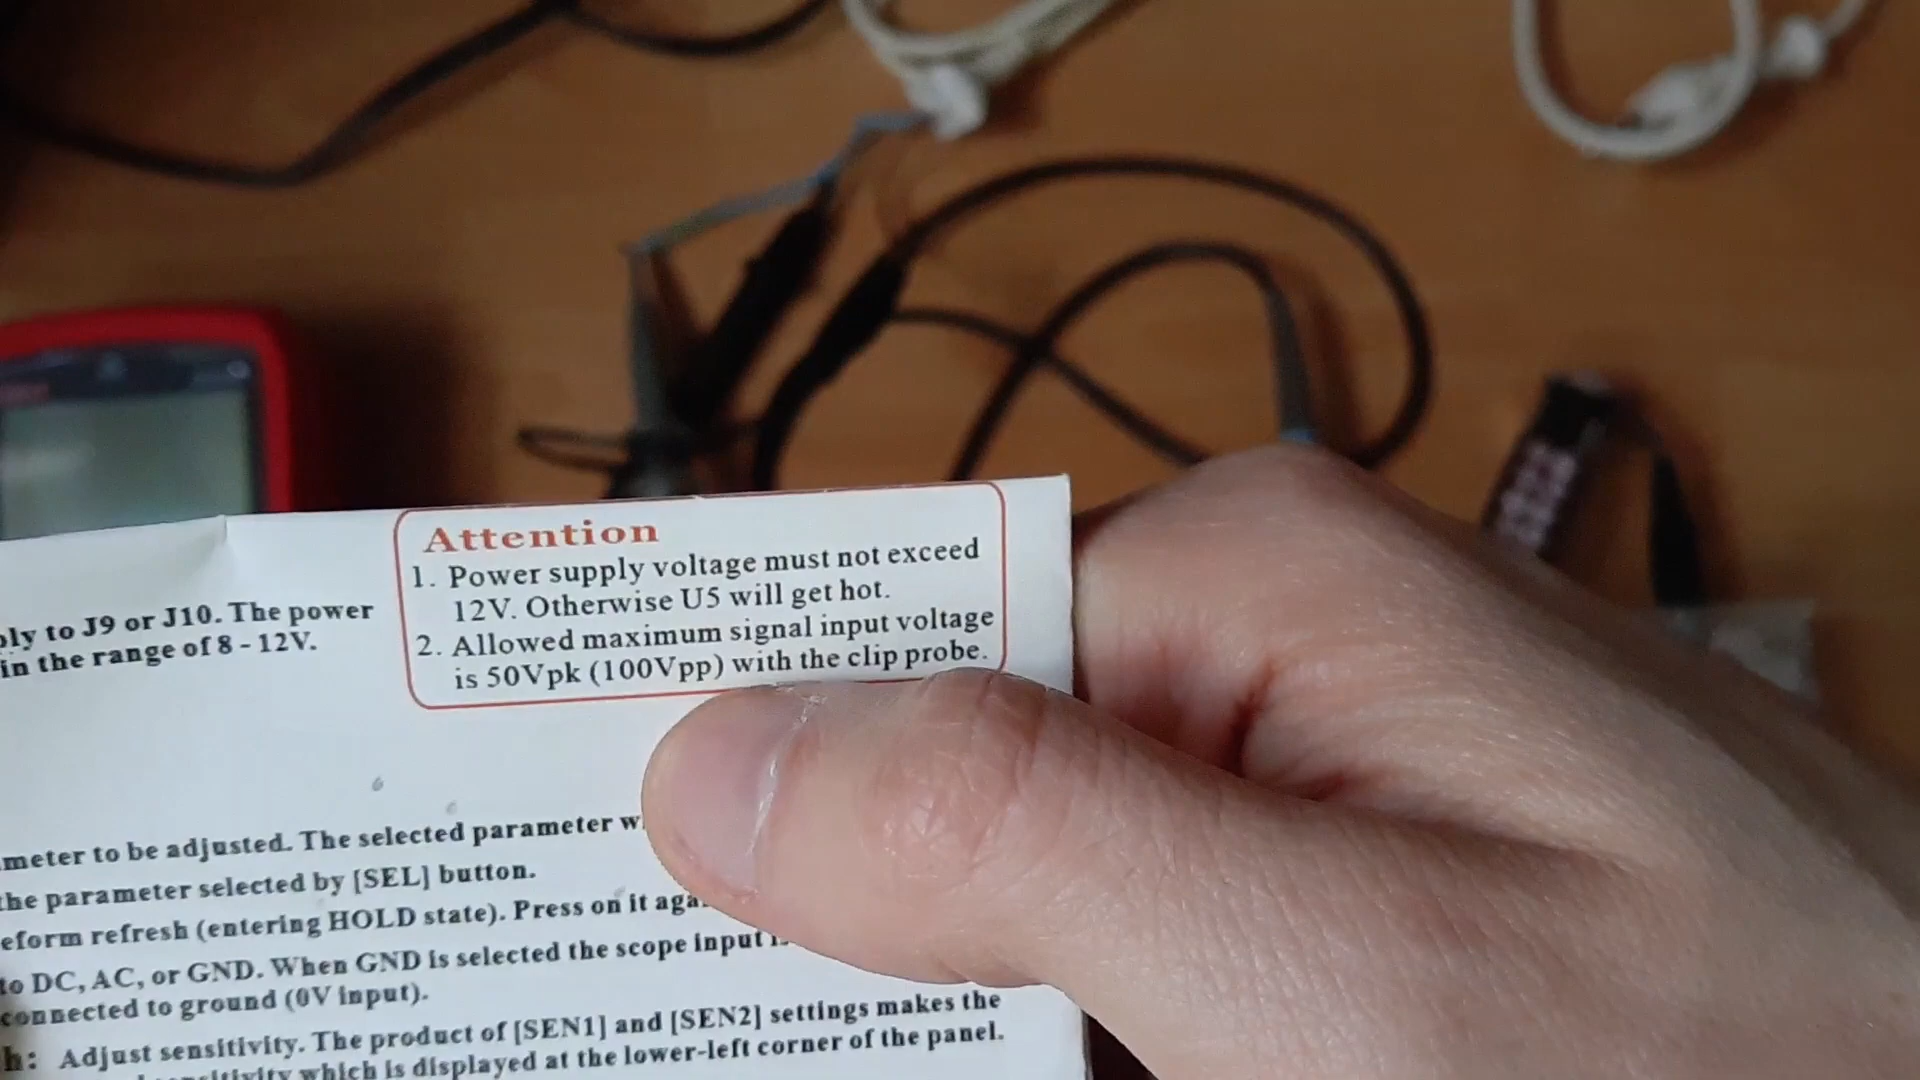 Attention
1. Power supply voltage must not exceed
12V. Otherwise U5 will get hot.
2. Allowed maximum signal input voltage
is 50Vpk (100Vpp) with the clip probe.
to J9 or J10. The power
in the range of 8 - 12V.
to be adjusted. The selected parameter
the parameter selected by [SEL] button.
refresh (entering HOLD state). Press on it
to DC, AC, or GND. When GND is selected the scope input
connected to ground (0V input).
h: Adjust sensitivity. The product of [SEN1] and [SEN2] settings makes the
which is displayed at the lower-left corner of the panel.